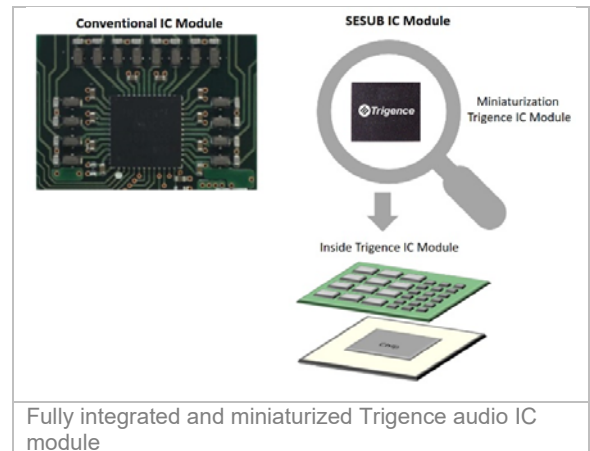 Conventional IC Module
SESUB IC Module
Trigence
Miniaturization
Trigence IC Module
Inside Trigence IC Module
Chip
Fully integrated and miniaturized Trigence audio IC
module